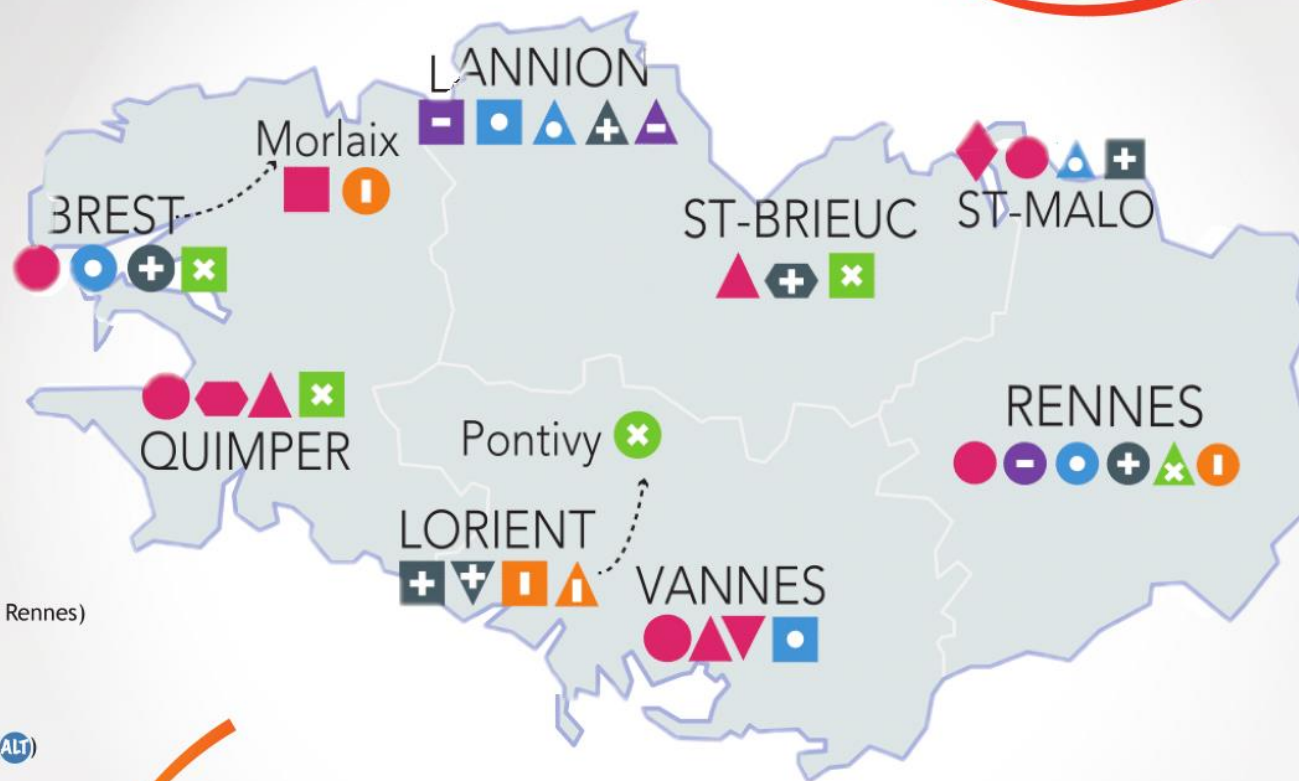 LANNION
Morlaix
BREST
ST-BRIEUC
ST-MALO
QUIMPER
Pontivy
RENNES
LORIENT
VANNES
Rennes)
ALT)